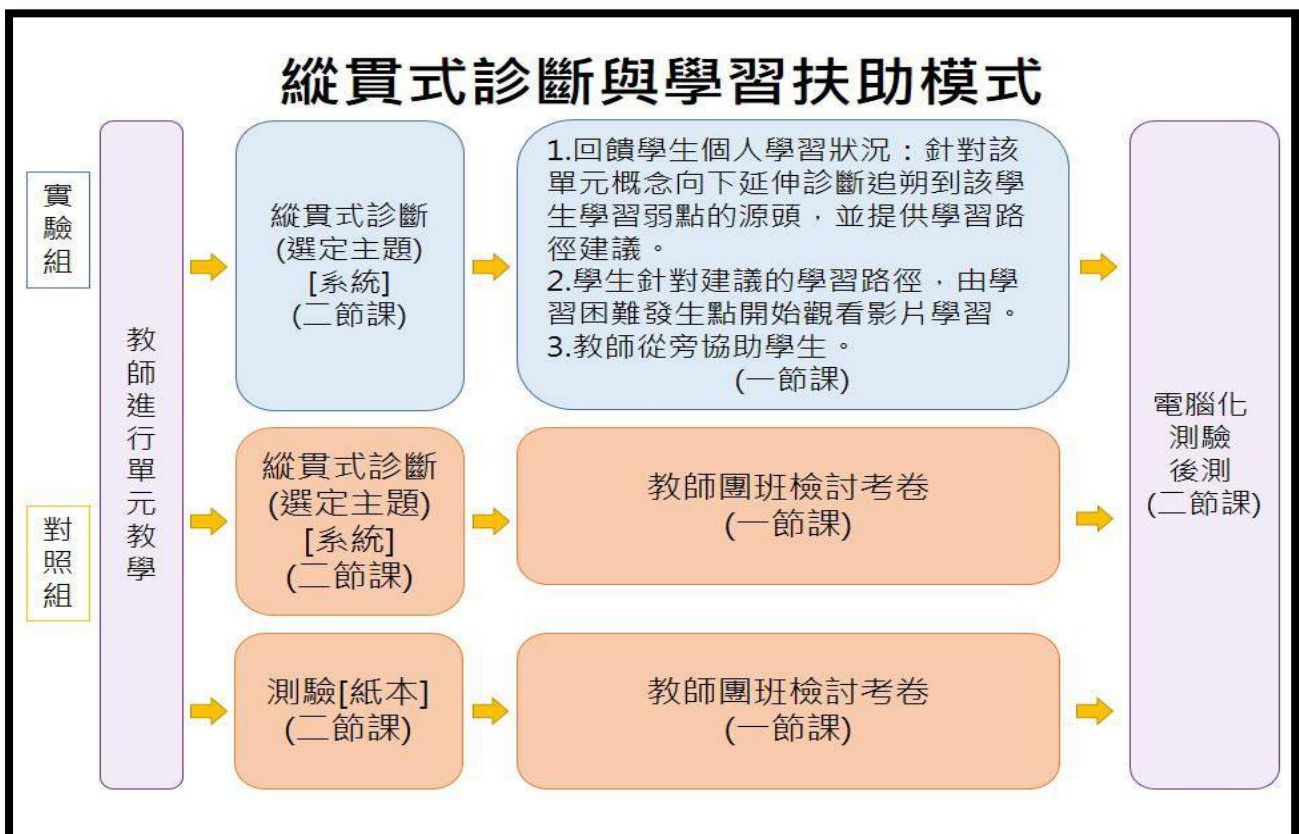 縱貫式診斷與學習扶助模式
實
驗
組
對
照
組
教
師
進
行
單
元
教
學
縱貫式診斷
(選定主題)
[系統]
(二節課)
1.回饋學生個人學習狀況：針對該
單元概念向下延伸診斷追朔到該學
生學習弱點的源頭，並提供學習路
徑建議。
2.學生針對建議的學習路徑，由學
習困難發生點開始觀看影片學習。
3.教師從旁協助學生。
(一節課)
縱貫式診斷
(選定主題)
[系統]
(二節課)
教師團班檢討考卷
(一節課)
測驗[紙本]
(二節課)
教師團班檢討考卷
(一節課)
電腦化
測驗
後測
(二節課)